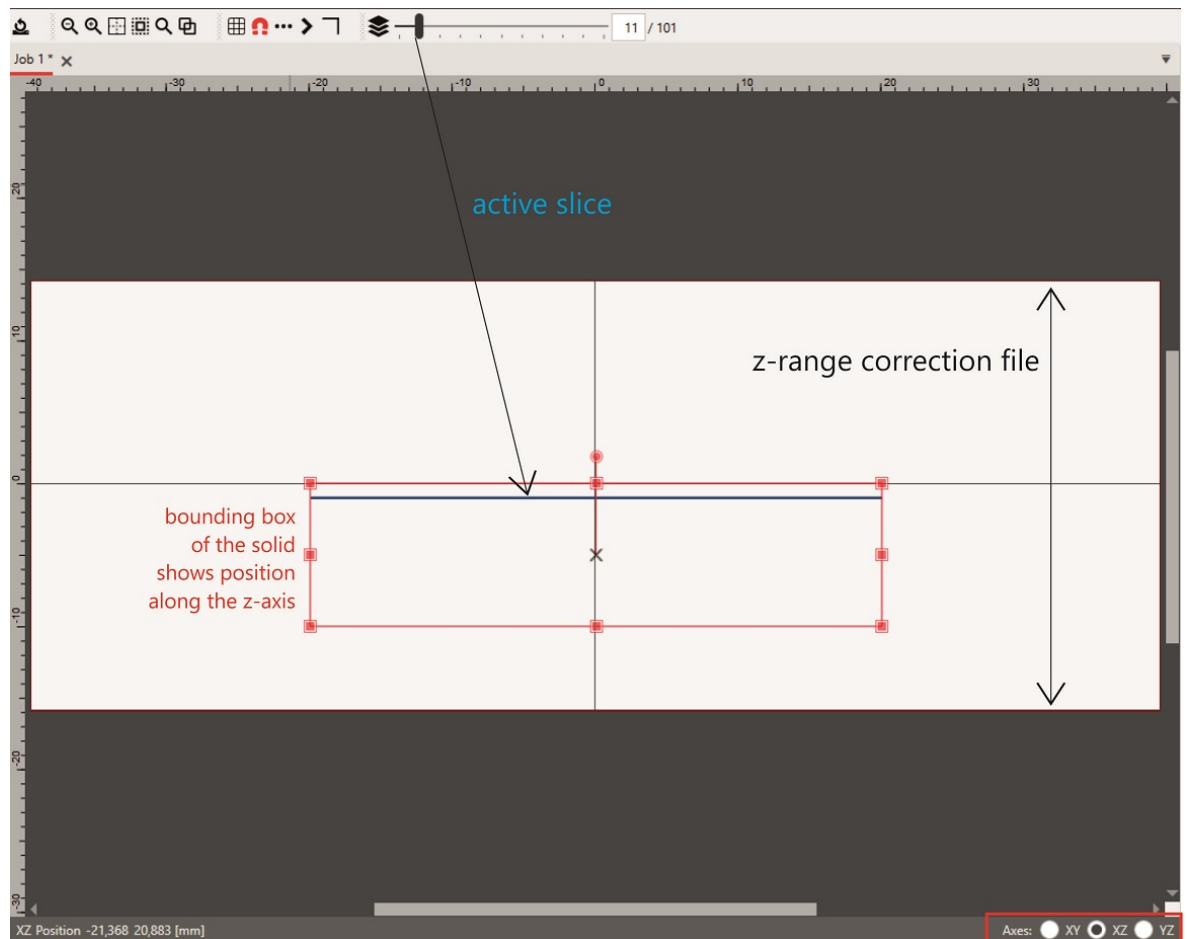 11 / 101
Job 1*
-40 -30 -20 -10 0 10 20 30
20
active slice
10
z-range correction file
0
bounding box
of the solid
shows position
along the z-axis
-10
-20
-30
XZ Position -21,368 20,883 [mm]
Axes: XY XZ YZ